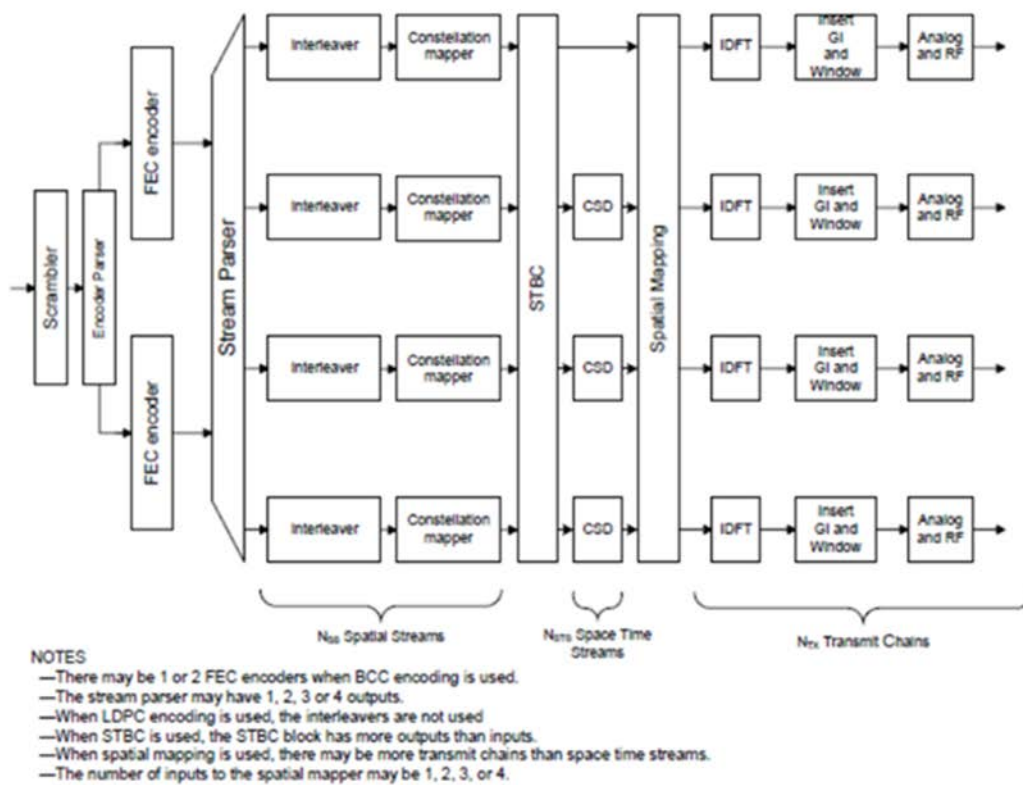 Scrambler
Encoder Parser
FEC encoder
FEC encoder
Stream Parser
Interleaver
Constellation
mapper
Interleaver
Constellation
mapper
Interleaver
Constellation
mapper
Interleaver
Constellation
mapper
STBC
CSD
CSD
CSD
Spatial Mapping
IDFT
Insert
GI
and
Window
Analog
and RF
IDFT
Insert
GI and
Window
Analog
and RF
IDFT
Insert
GI and
Window
Analog
and RF
IDFT
Insert
GI and
Window
Analog
and RF
NSS Spatial Streams
NSTS Space Time
Streams
NTX Transmit Chains
NOTES
—There may be 1 or 2 FEC encoders when BCC encoding is used.
—The stream parser may have 1, 2, 3 or 4 outputs.
—When LDPC encoding is used, the interleavers are not used
—When STBC is used, the STBC block has more outputs than inputs.
—When spatial mapping is used, there may be more transmit chains than space time streams.
—The number of inputs to the spatial mapper may be 1, 2, 3, or 4.